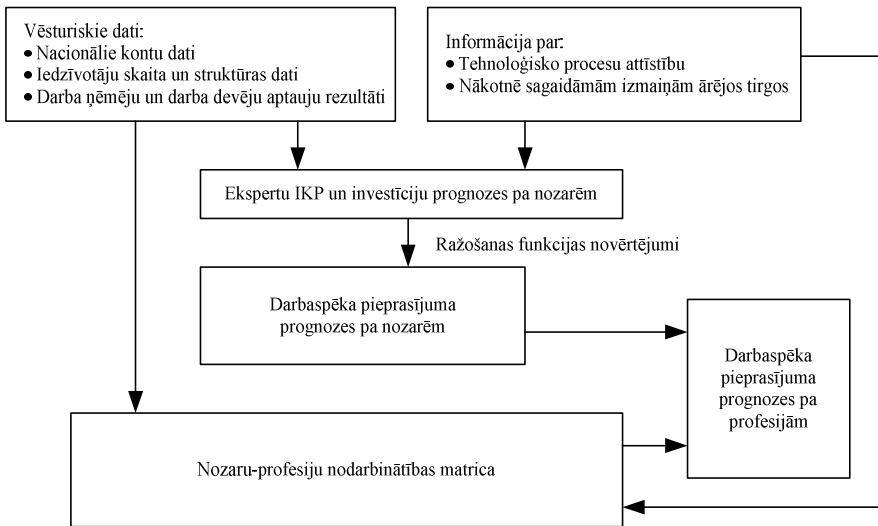 Vēsturiskie dati:
● Nacionālie kontu dati
● Iedzīvotāju skaita un struktūras dati
● Darba ņēmēju un darba devēju aptauju rezultāti
Informācija par:
● Tehnoloģisko procesu attīstību
● Nākotnē sagaidāmām izmaiņām ārējos tirgos
Ekspertu IKP un investīciju prognozes pa nozarēm
Ražošanas funkcijas novērtējumi
Darbaspēka pieprasījuma
prognozes pa nozarēm
Darbaspēka
pieprasījuma
prognozes pa
profesijām
Nozaru-profesiju nodarbinātības matrica